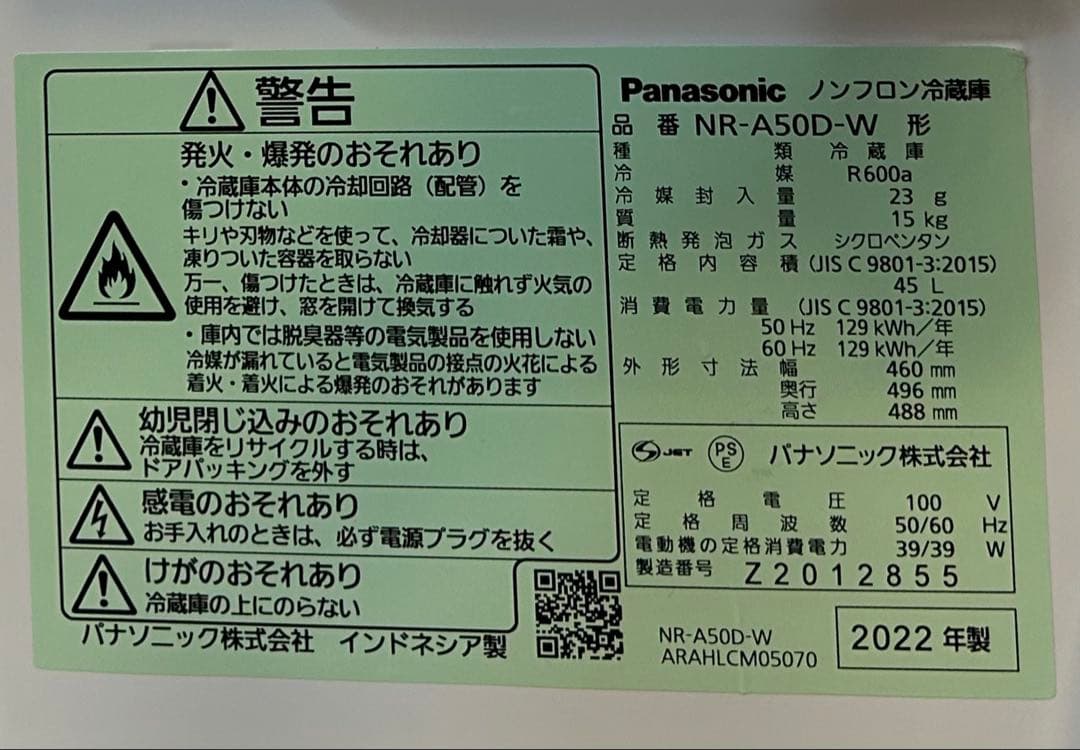 警告
発火・爆発のおそれあり
・冷蔵庫本体の冷却回路（配管）を
傷つけない
キリや刃物などを使って、冷却器についた霜や、
凍りついた容器を取らない
万一、傷つけたときは、冷蔵庫に触れず火気の
使用を避け、窓を開けて換気する
・庫内では脱臭器等の電気製品を使用しない
冷媒が漏れていると電気製品の接点の火花による
着火・着火による爆発のおそれがあります
幼児閉じ込みのおそれあり
冷蔵庫をリサイクルする時は、
ドアパッキングを外す
感電のおそれあり
お手入れのときは、必ず電源プラグを抜く
けがのおそれあり
冷蔵庫の上にのらない
パナソニック株式会社 インドネシア製
Panasonic ノンフロン冷蔵庫
品番 NR-A50D-W 形
種類 冷蔵庫
冷媒 R600a
冷媒封入量 23 g
質量 15 kg
断熱発泡ガス シクロペンタン
定格内容積 (JIS C 9801-3:2015)
45 L
消費電力量 (JIS C 9801-3:2015)
50 Hz 129 kWh／年
60 Hz 129 kWh／年
外形寸法 幅 460 mm
奥行 496 mm
高さ 488 mm
JET PS E パナソニック株式会社
定格電圧 100 V
定格周波数 50/60 Hz
電動機の定格消費電力 39/39 W
製造番号 Z2012855
NR-A50D-W
ARAHLCM05070
2022 年製